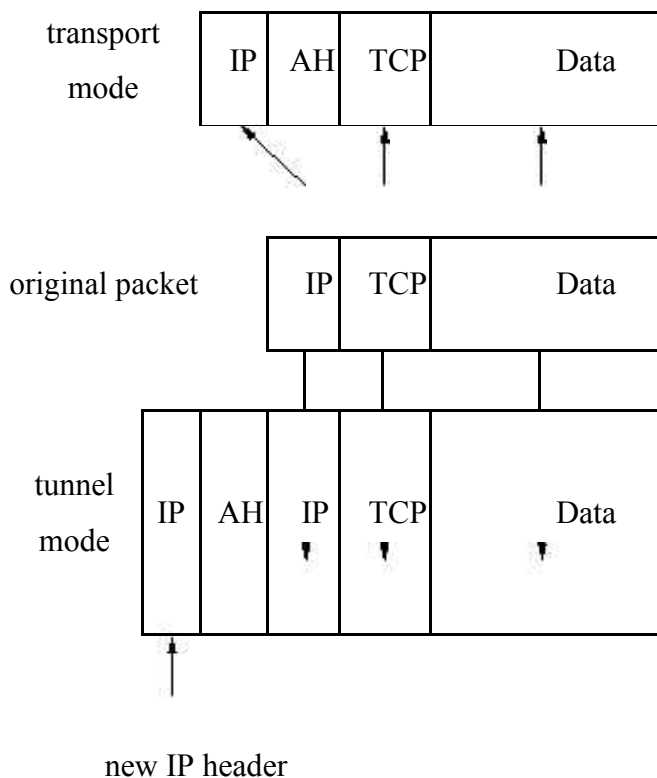 transport
mode
IP AH TCP Data
original packet
IP TCP Data
tunnel
mode
IP AH IP TCP Data
new IP header